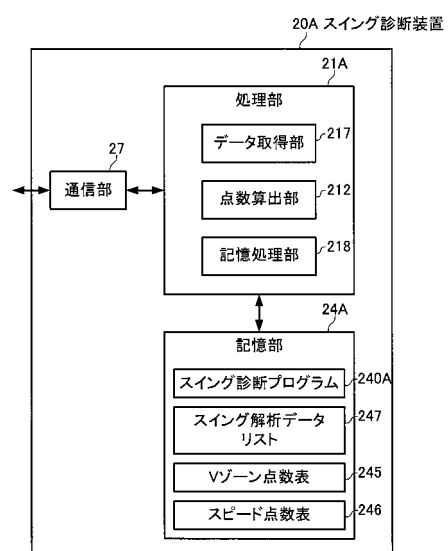 20A スイング診断装置
21A
処理部
データ取得部
217
27
通信部
点数算出部
212
記憶処理部
218
24A
記憶部
スイング診断プログラム
240A
スイング解析データ
リスト
247
Vゾーン点数表
245
スピード点数表
246